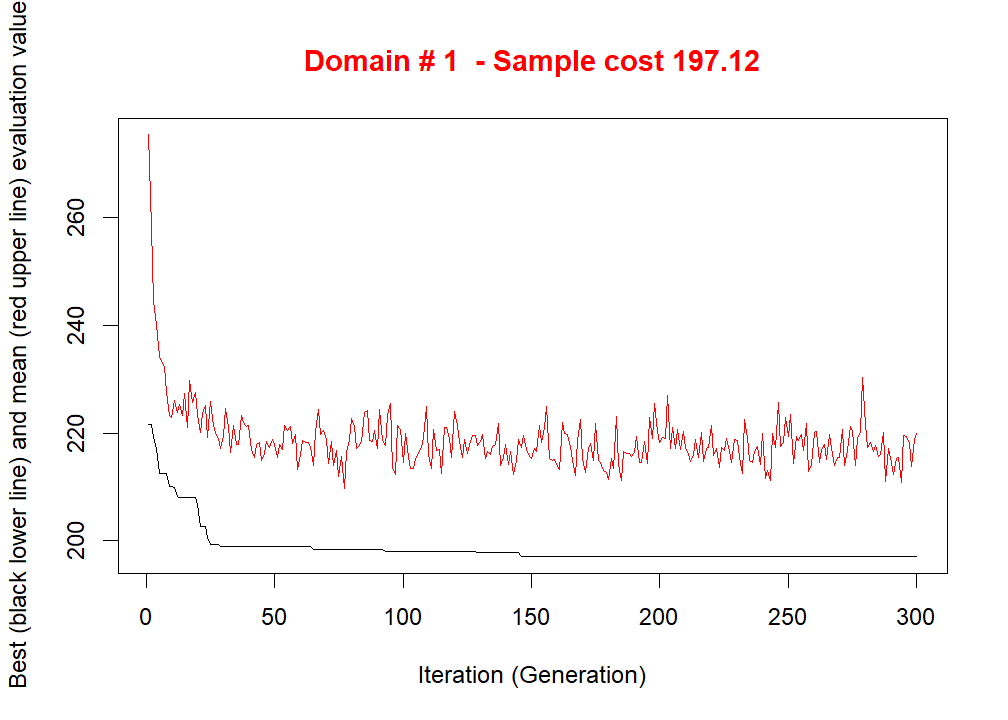 Domain # 1  - Sample cost 197.12
Best (black lower line) and mean (red upper line) evaluation value
260
240
220
200
0 50 100 150 200 250 300
Iteration (Generation)